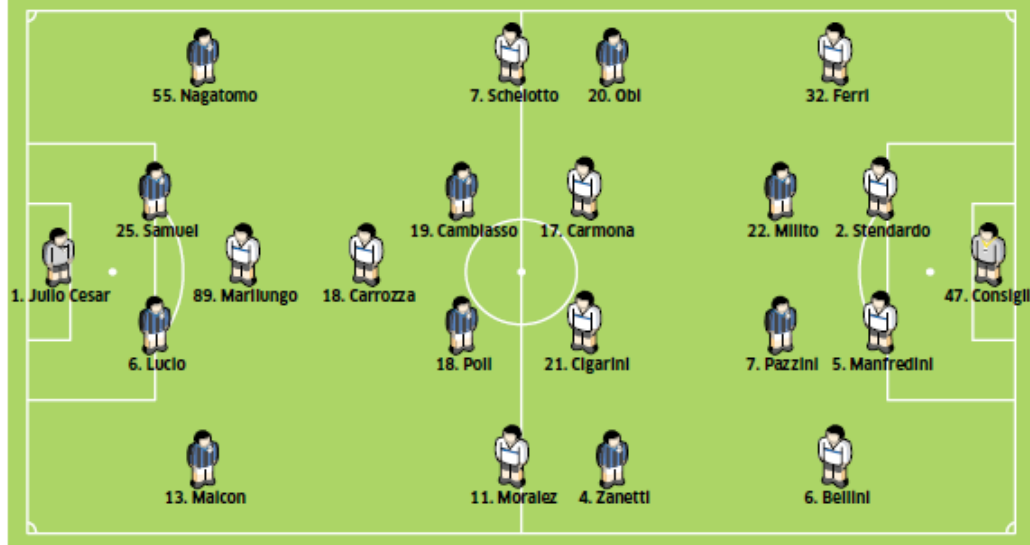 55. Nagatomo
7. Schelotto
20. Obi
32. Ferri
25. Samuel
19. Cambiasso
17. Carmona
22. Milito
2. Stendardo
1. Julio Cesar
89. Marilungo
18. Carrozza
47. Consigli
6. Lucio
18. Poli
21. Cigarini
7. Pazzini
5. Manfredini
13. Maicon
11. Moralez
4. Zanetti
6. Bellini